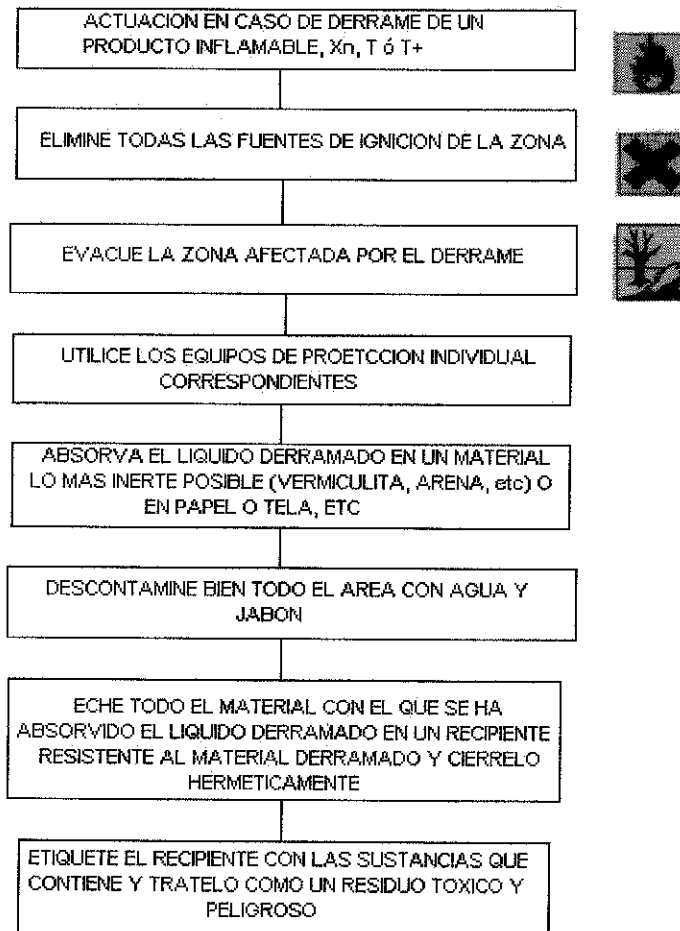 ACTUACION EN CASO DE DERRAME DE UN
PRODUCTO INFLAMABLE, Xn, T ó T+
ELIMINE TODAS LAS FUENTES DE IGNICION DE LA ZONA
EVACUE LA ZONA AFECTADA POR EL DERRAME
UTILICE LOS EQUIPOS DE PROETCCION INDIVIDUAL
CORRESPONDIENTES
ABSORVA EL LIQUIDO DERRAMADO EN UN MATERIAL
LO MAS INERTE POSIBLE (VERMICULITA, ARENA, etc) O
EN PAPEL O TELA, ETC
DESCONTAMINE BIEN TODO EL AREA CON AGUA Y
JABON
ECHE TODO EL MATERIAL CON EL QUE SE HA
ABSORVIDO EL LIQUIDO DERRAMADO EN UN RECIPIENTE
RESISTENTE AL MATERIAL DERRAMADO Y CIERRELO
HERMETICAMENTE
ETIQUETE EL RECIPIENTE CON LAS SUSTANCIAS QUE
CONTIENE Y TRATELO COMO UN RESIDUO TOXICO Y
PELIGROSO